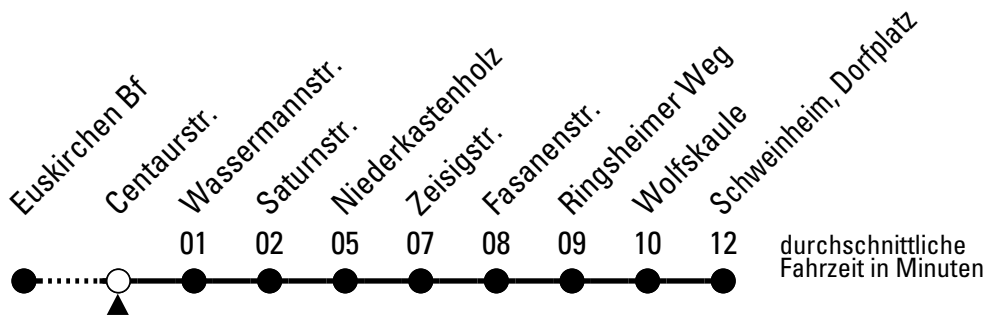 Euskirchen Bf
Centaurstr.
Wassermannstr.
Saturnstr.
Niederkastenholz
Zeisigstr.
Fasanenstr.
Ringsheimer Weg
Wolfskaule
Schweinheim, Dorfplatz
01 02 05 07 08 09 10 12
durchschnittliche
Fahrzeit in Minuten